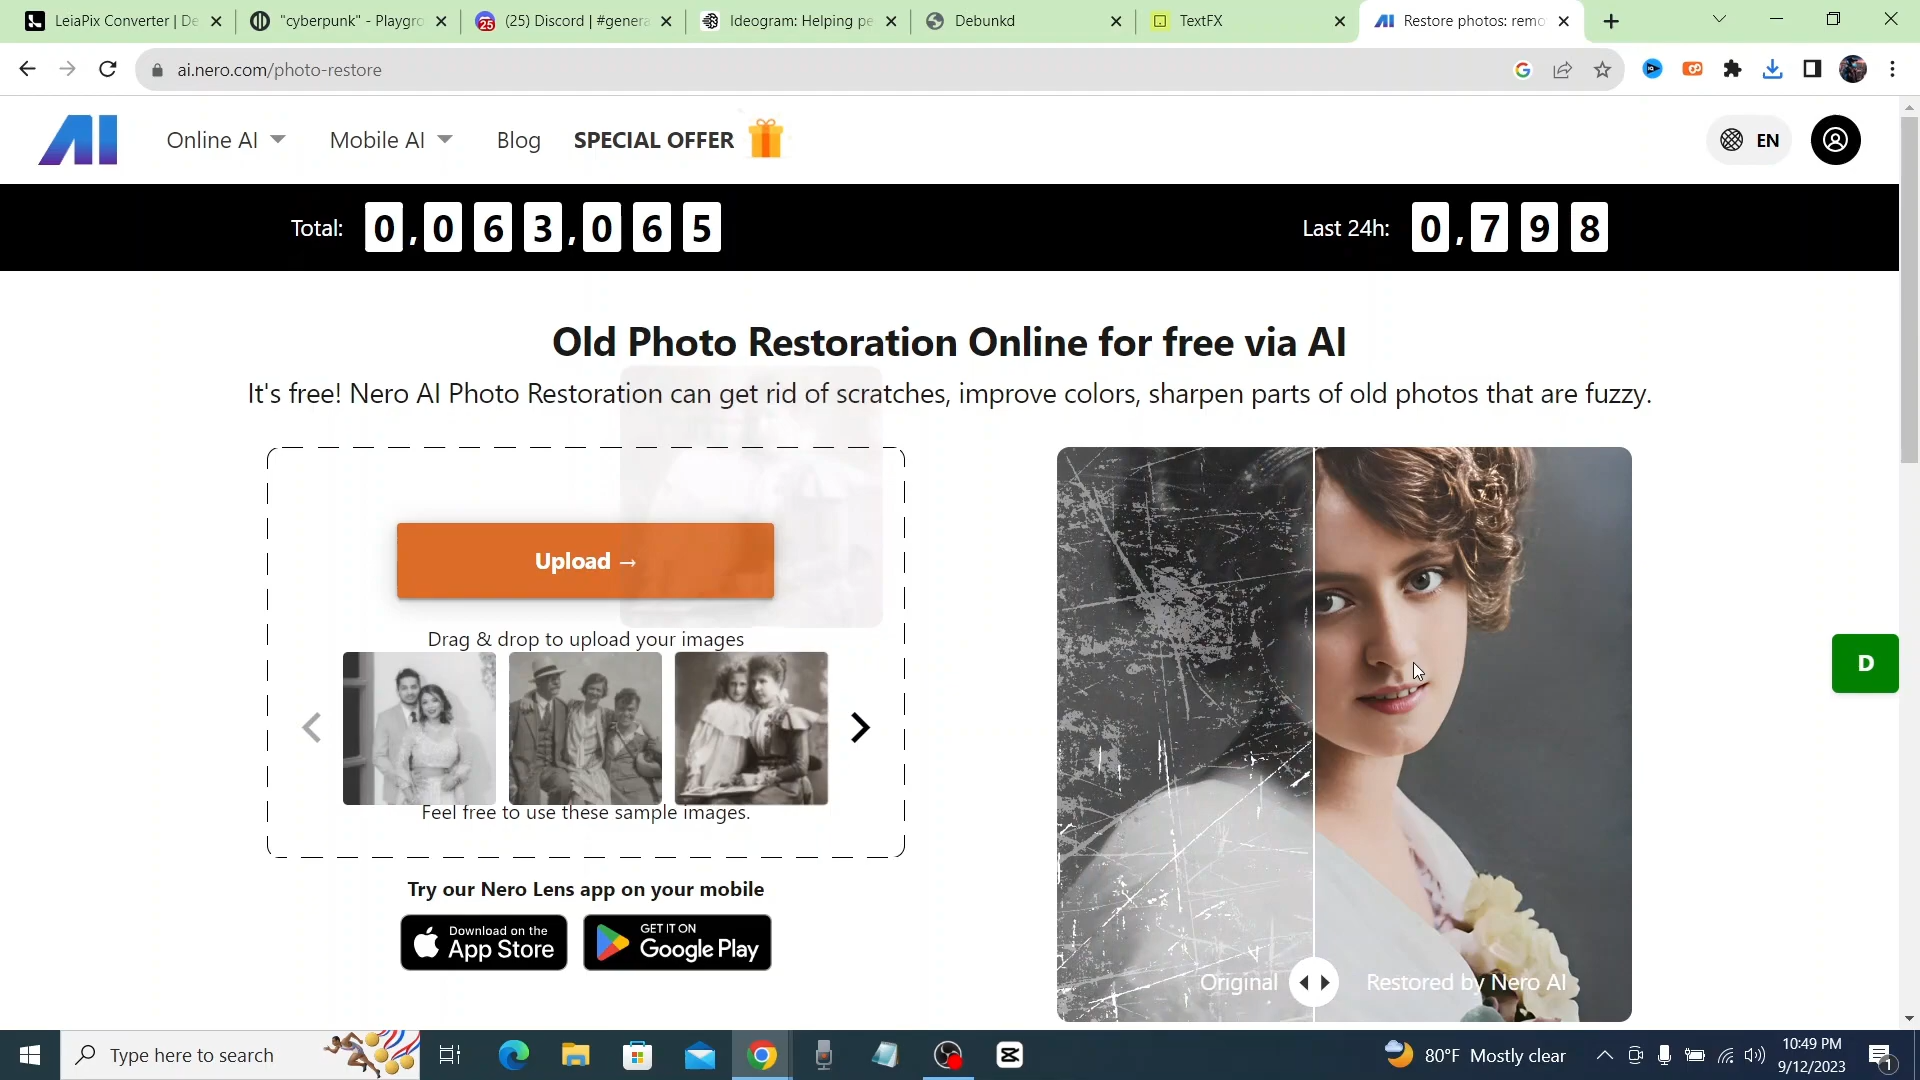 LeiaPix Converter | De
"cyberpunk" - Playgro
(25) Discord | #genera
Ideogram: Helping pe
Debunkd
TextFX
Restore photos: remo
ai.nero.com/photo-restore
AI
Online AI
Mobile AI
Blog
SPECIAL OFFER
EN
Total: 0,063,065
Last 24h: 0,798
Old Photo Restoration Online for free via AI
It's free! Nero AI Photo Restoration can get rid of scratches, improve colors, sharpen parts of old photos that are fuzzy.
Upload →
Drag & drop to upload your images
Feel free to use these sample images.
Try our Nero Lens app on your mobile
Download on the
App Store
GET IT ON
Google Play
Original
Restored by Nero AI
D
Type here to search
80°F Mostly clear
10:49 PM
9/12/2023
1